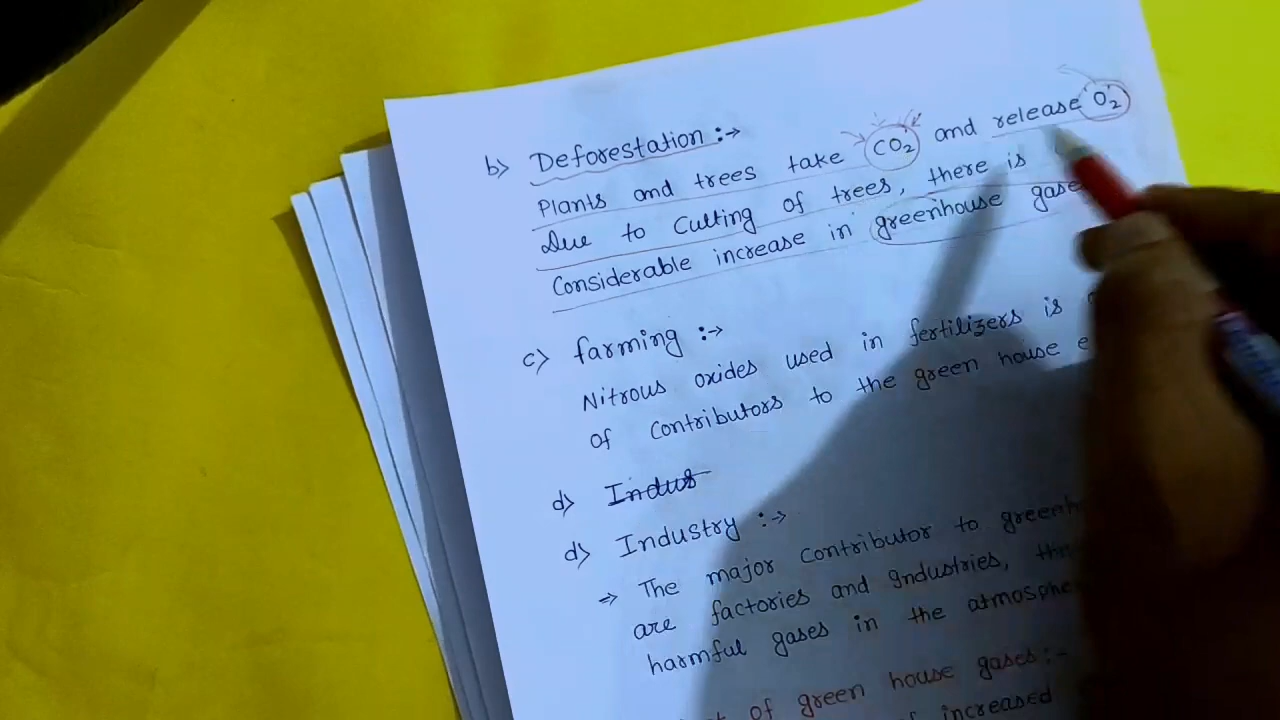 b) Deforestation :→
Plants and trees take CO2 and release O2
Due to Cutting of trees, there is
Considerable increase in greenhouse gase
c) farming :→
Nitrous oxides used in fertilizers is
of contributors to the green house
d) Indus
d) Industry :→
⇒ The major contributor to greenh
are factories and Industries,
harmful gases in the atmosphe
of green house gases:-
increased